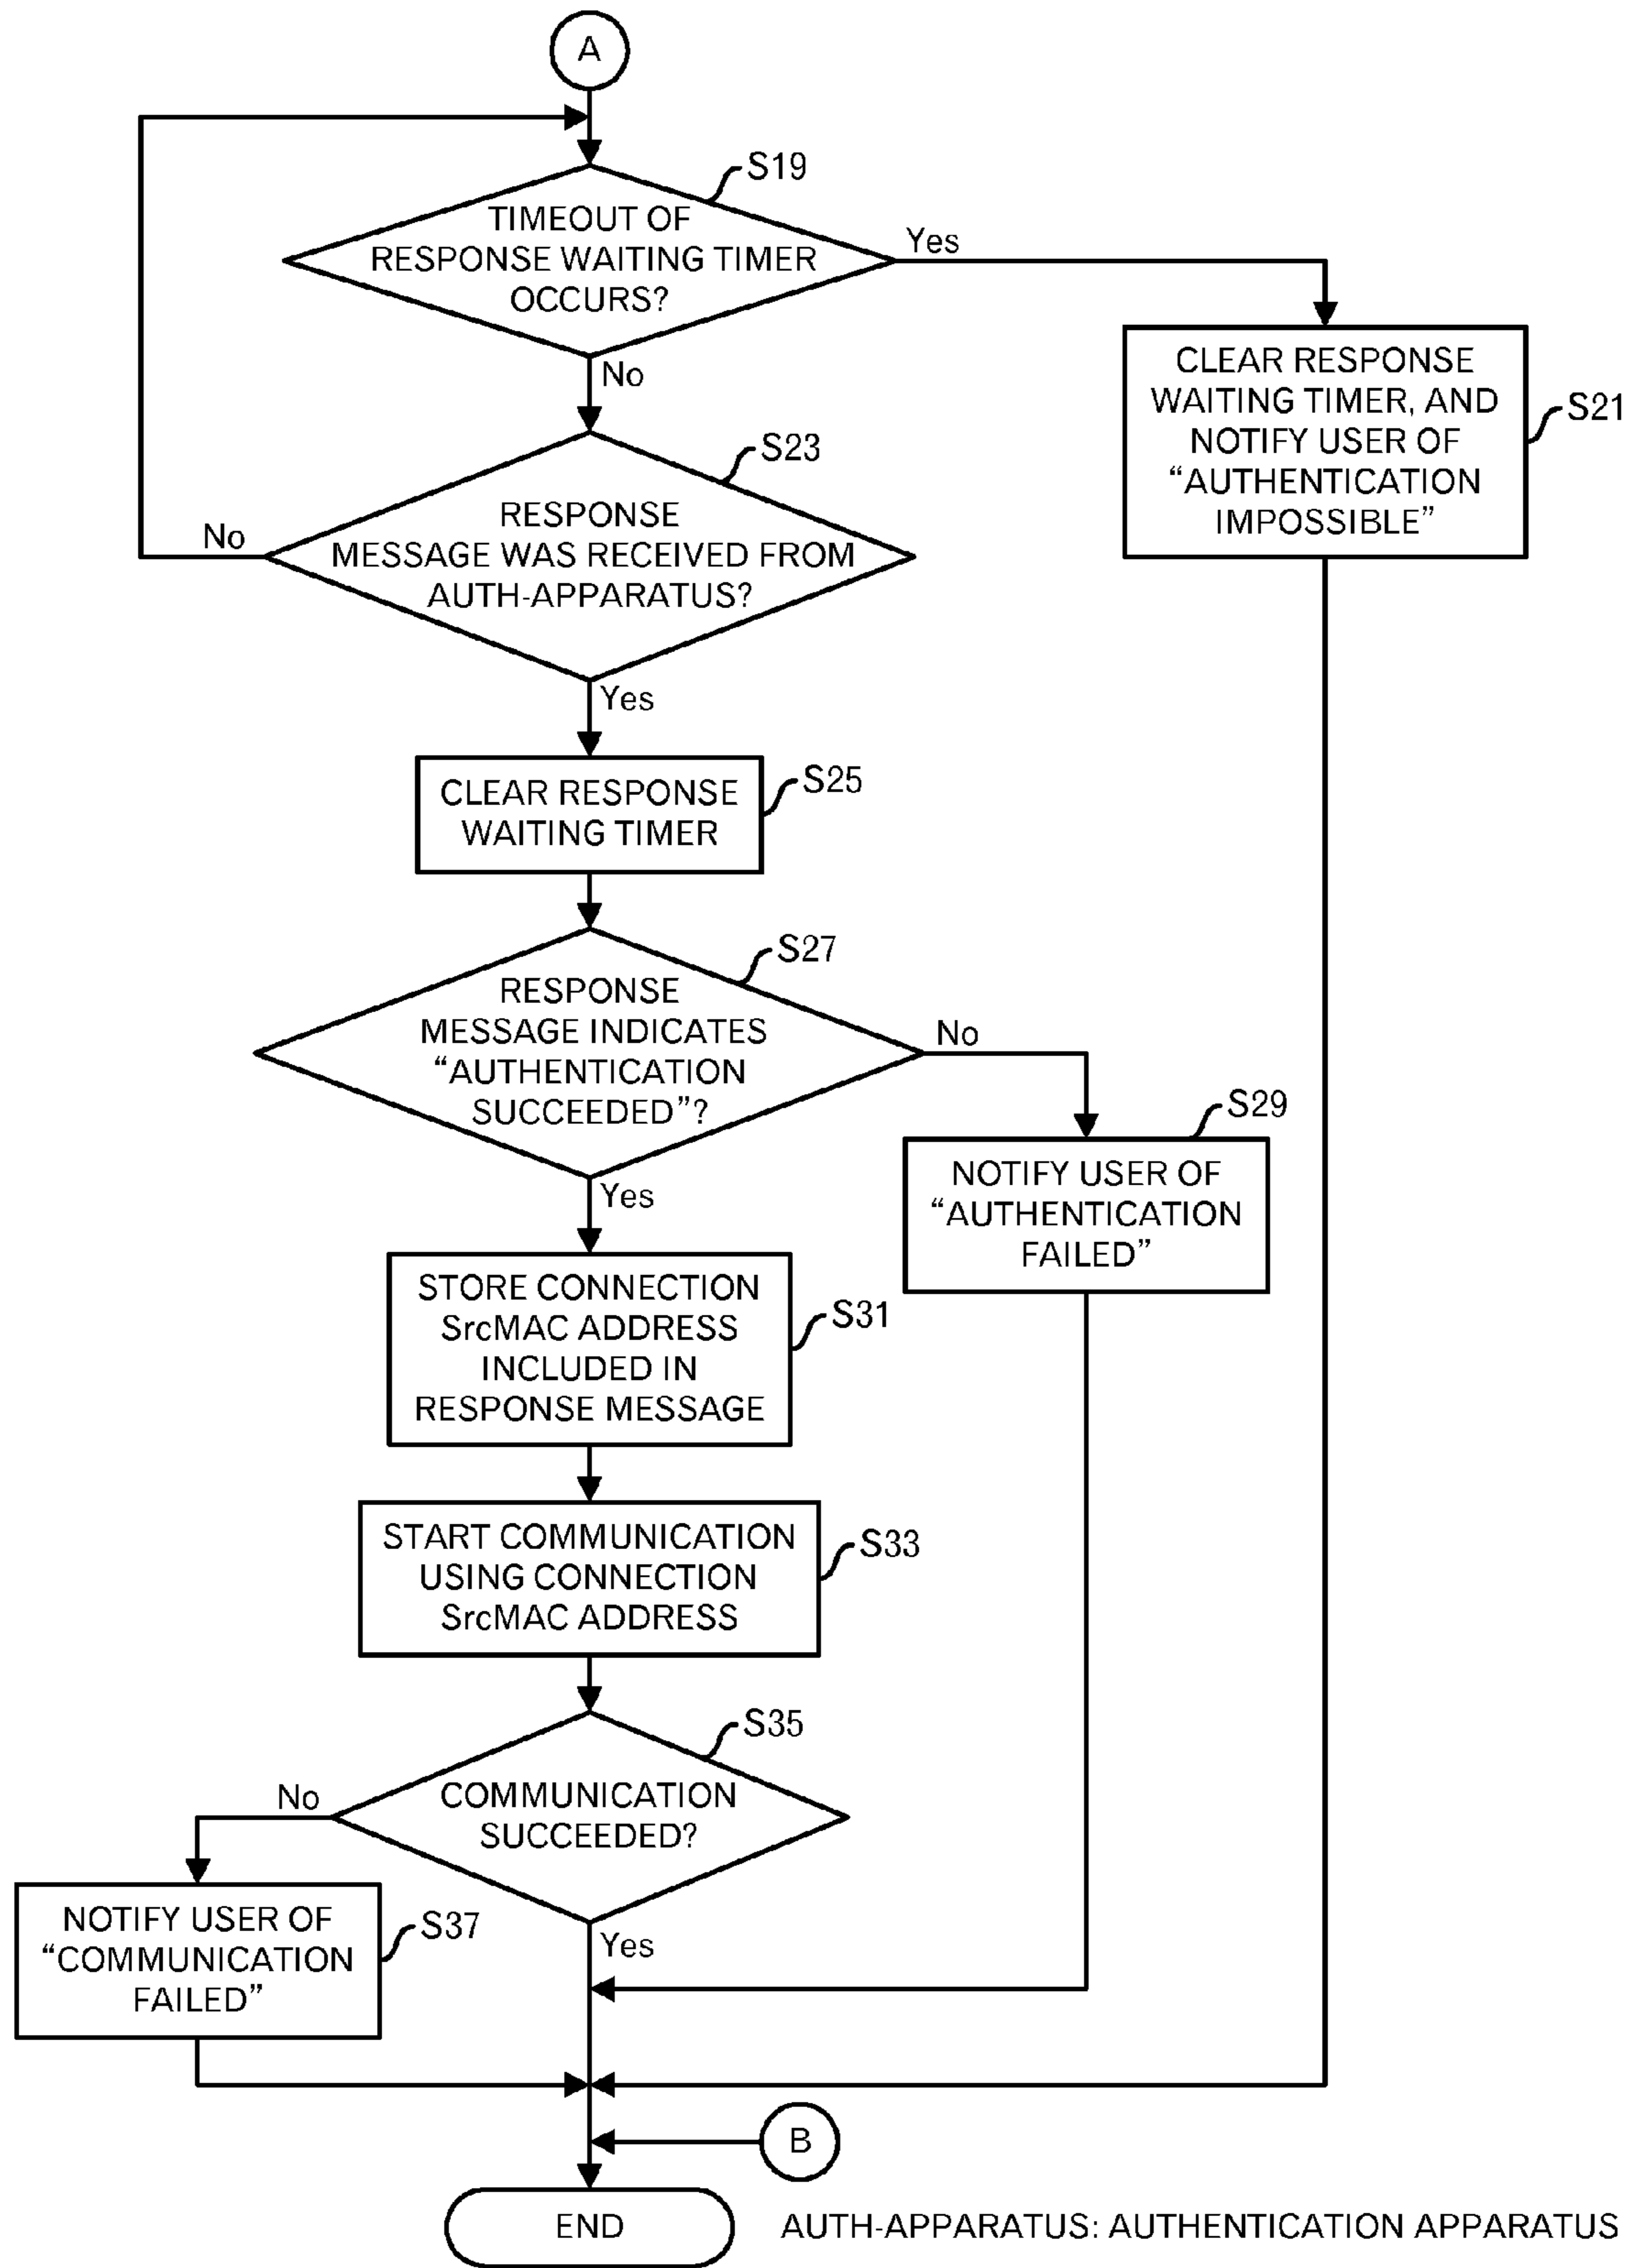 A
S19
TIMEOUT OF
RESPONSE WAITING TIMER
OCCURS?
Yes
No
CLEAR RESPONSE
WAITING TIMER, AND
NOTIFY USER OF
“AUTHENTICATION
IMPOSSIBLE”
S21
S23
RESPONSE
MESSAGE WAS RECEIVED FROM
AUTH-APPARATUS?
No
Yes
CLEAR RESPONSE
WAITING TIMER
S25
S27
RESPONSE
MESSAGE INDICATES
“AUTHENTICATION
SUCCEEDED”?
No
Yes
S29
NOTIFY USER OF
“AUTHENTICATION
FAILED”
STORE CONNECTION
SrcMAC ADDRESS
INCLUDED IN
RESPONSE MESSAGE
S31
START COMMUNICATION
USING CONNECTION
SrcMAC ADDRESS
S33
S35
COMMUNICATION
SUCCEEDED?
No
Yes
NOTIFY USER OF
“COMMUNICATION
FAILED”
S37
B
END
AUTH-APPARATUS: AUTHENTICATION APPARATUS